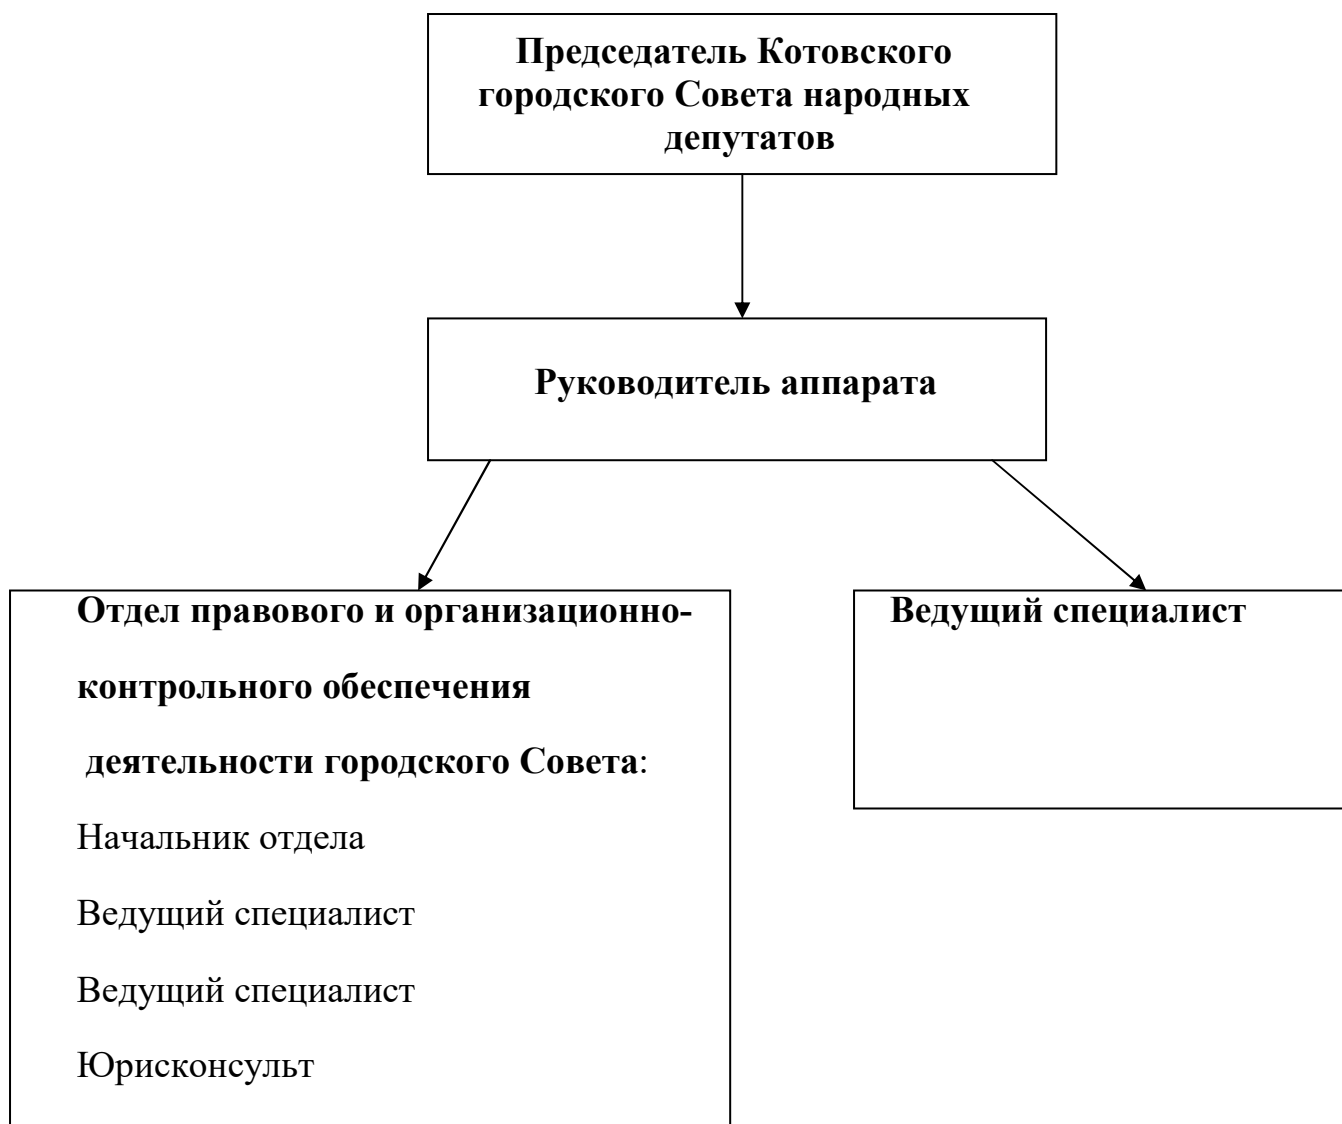 Председатель Котовского
городского Совета народных
депутатов
Руководитель аппарата
Отдел правового и организационно-
контрольного обеспечения
деятельности городского Совета:
Начальник отдела
Ведущий специалист
Ведущий специалист
Юрисконсульт
Ведущий специалист